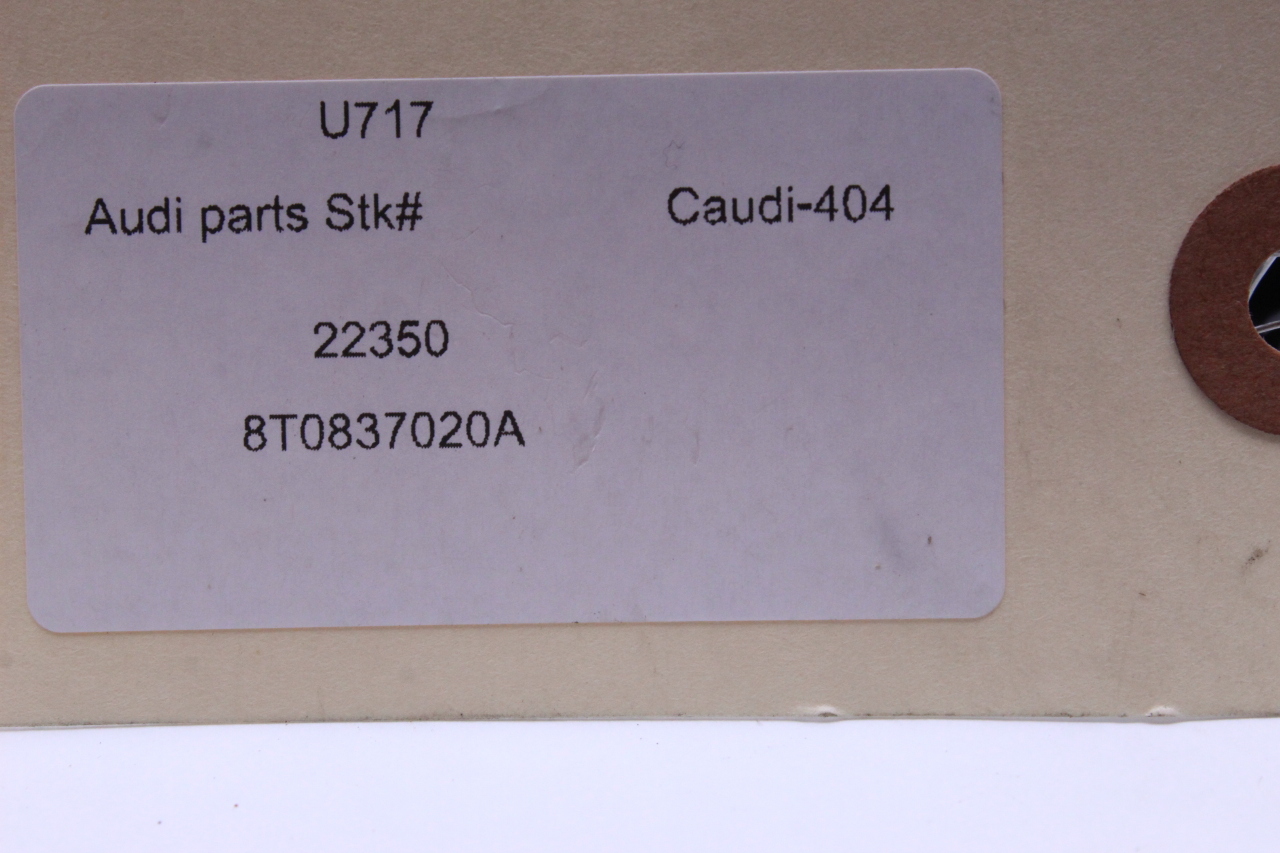 U717
Audi parts Stk# Caudi-404
22350
8T0837020A